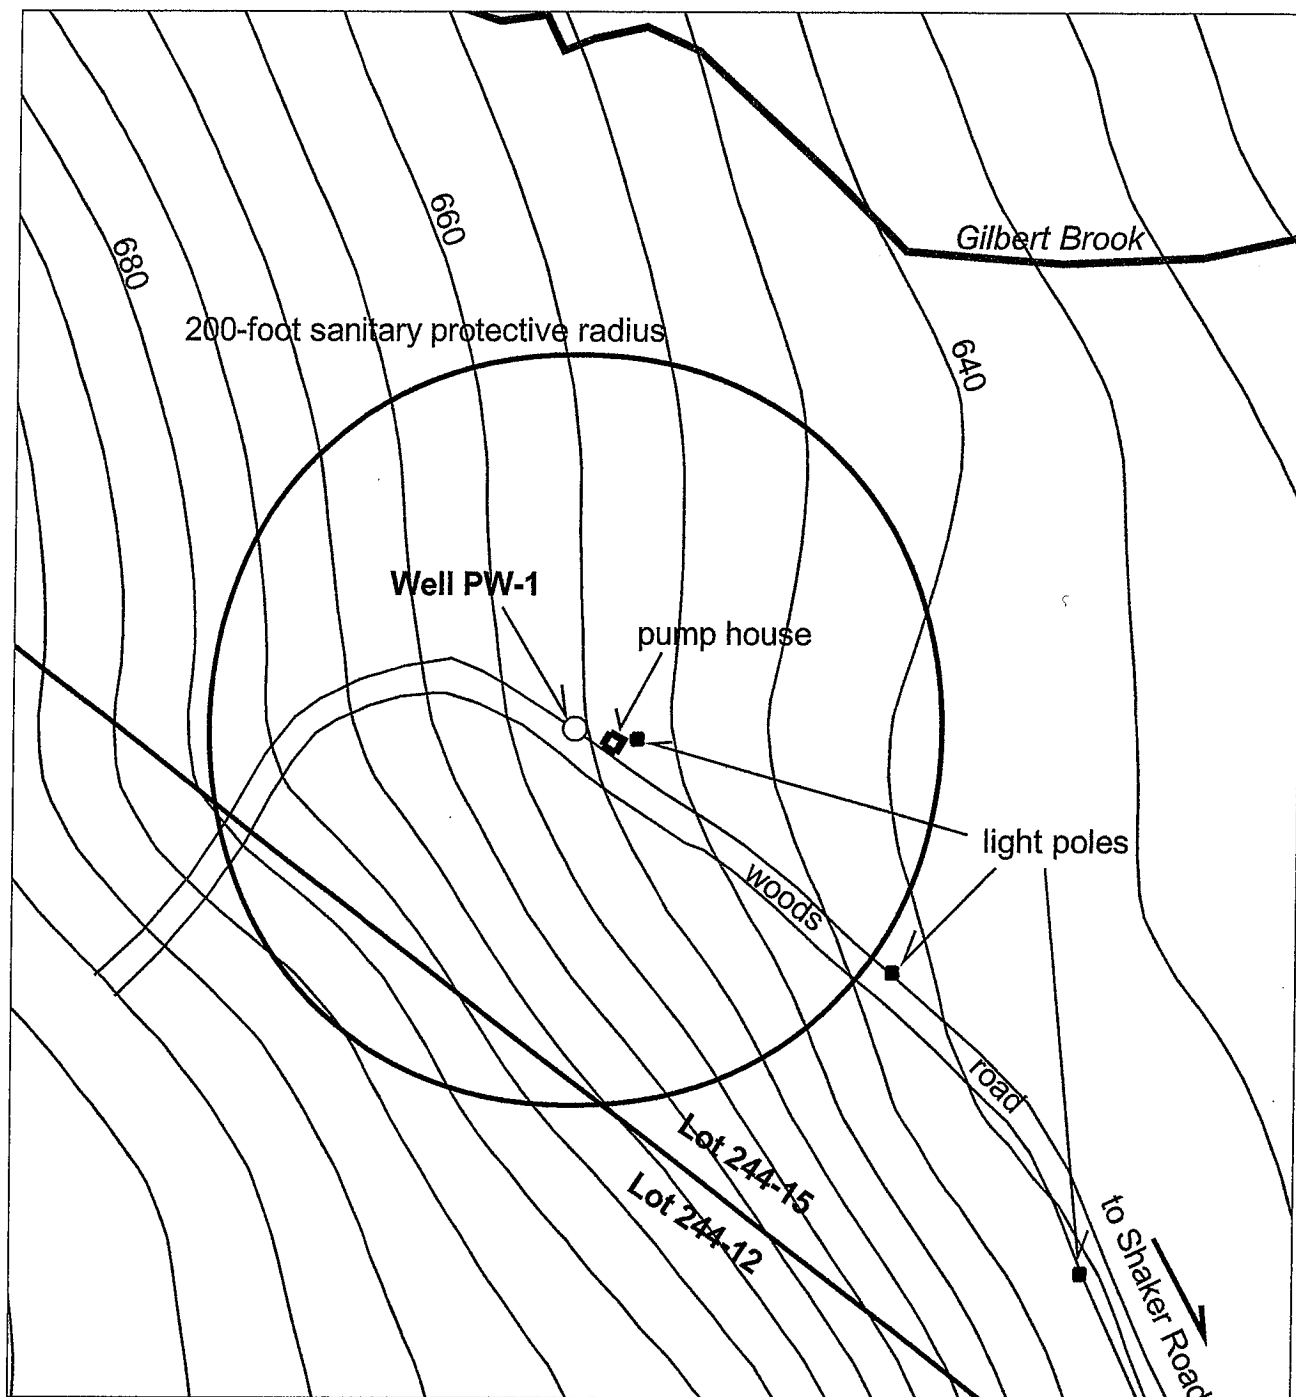 660
680
Gilbert Brook
200-foot sanitary protective radius
640
Well PW-1
pump house
light poles
woods
road
Lot 244-15
Lot 244-12
to Shaker Road